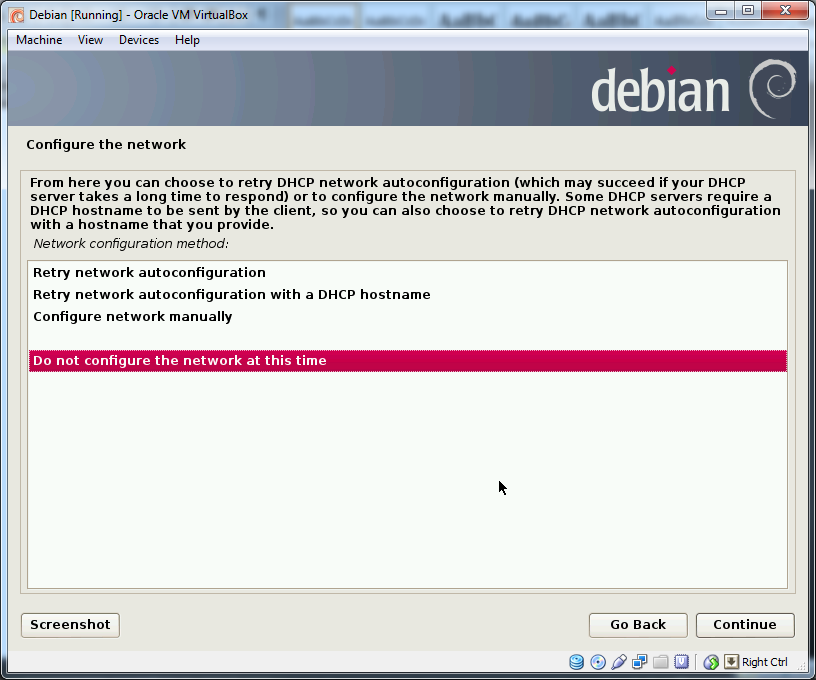 Debian [Running] - Oracle VM VirtualBox
Machine View Devices Help
debian
Configure the network
From here you can choose to retry DHCP network autoconfiguration (which may succeed if your DHCP
server takes a long time to respond) or to configure the network manually. Some DHCP servers require a
DHCP hostname to be sent by the client, so you can also choose to retry DHCP network autoconfiguration
with a hostname that you provide.
Network configuration method:
Retry network autoconfiguration
Retry network autoconfiguration with a DHCP hostname
Configure network manually
Do not configure the network at this time
Screenshot Go Back Continue
Right Ctrl